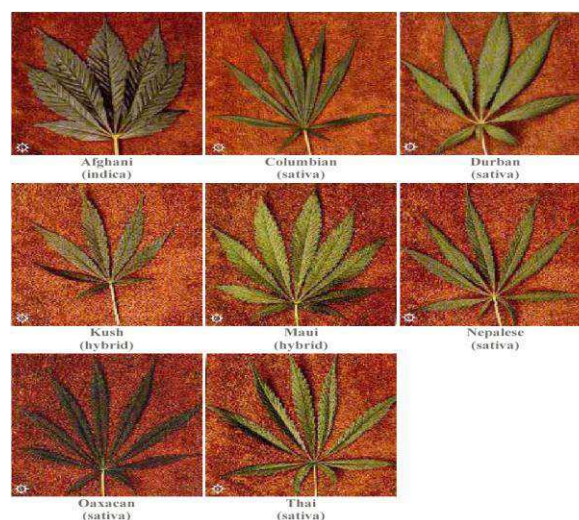 Afghani
(indica)
Columbian
(sativa)
Durban
(sativa)
Kush
(hybrid)
Maui
(hybrid)
Nepalese
(sativa)
Oaxacan
(sativa)
Thai
(sativa)